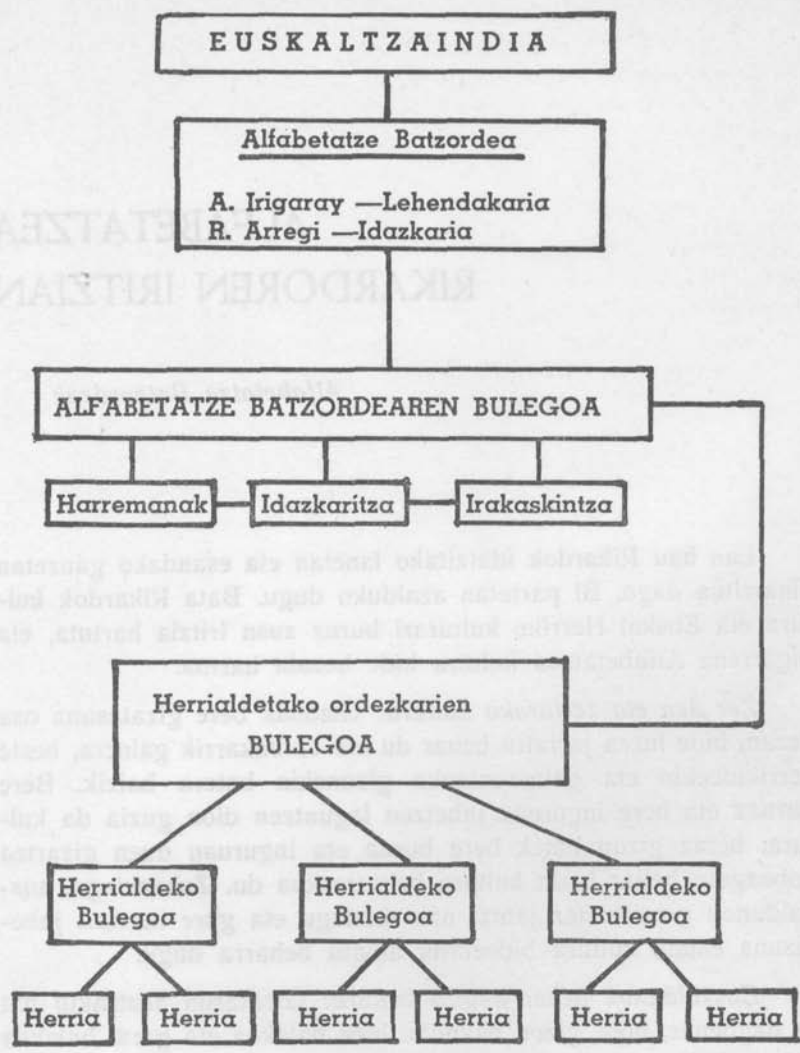 EUSKALTZAINDIA
Alfabetatze Batzordea
A. Irigaray —Lehendakaria
R. Arregi —Idazkaria
ALFABETATZE BATZORDEAREN BULEGOA
Harremanak
Idazkaritza
Irakaskintza
Herrialdetako ordezkarien
BULEGOA
Herrialdeko
Bulegoa
Herrialdeko
Bulegoa
Herrialdeko
Bulegoa
Herria
Herria
Herria
Herria
Herria
Herria